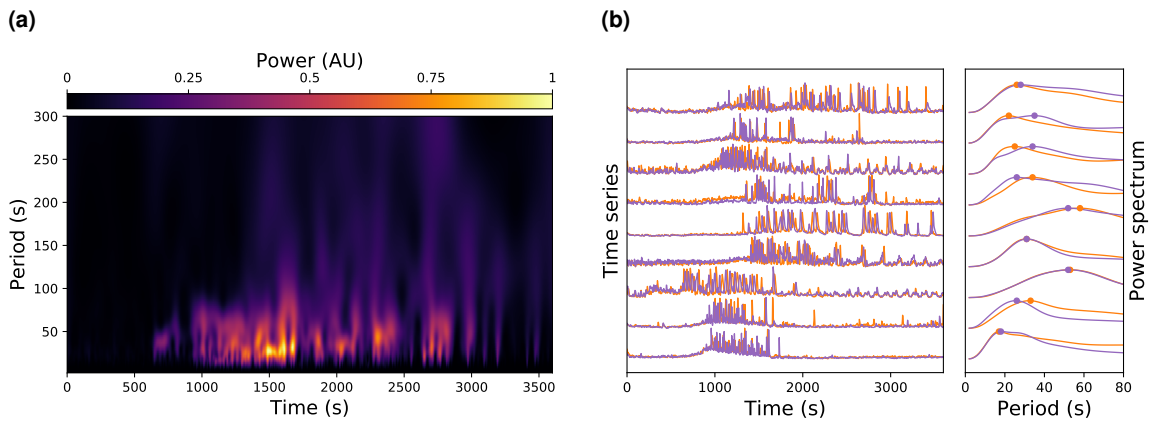 (a)
Power (AU)
0 0.25 0.5 0.75 1
300
250
200
150
100
50
Period (s)
0 500 1000 1500 2000 2500 3000 3500
Time (s)
(b)
Time series
0 1000 2000 3000
Time (s)
Power spectrum
0 20 40 60 80
Period (s)